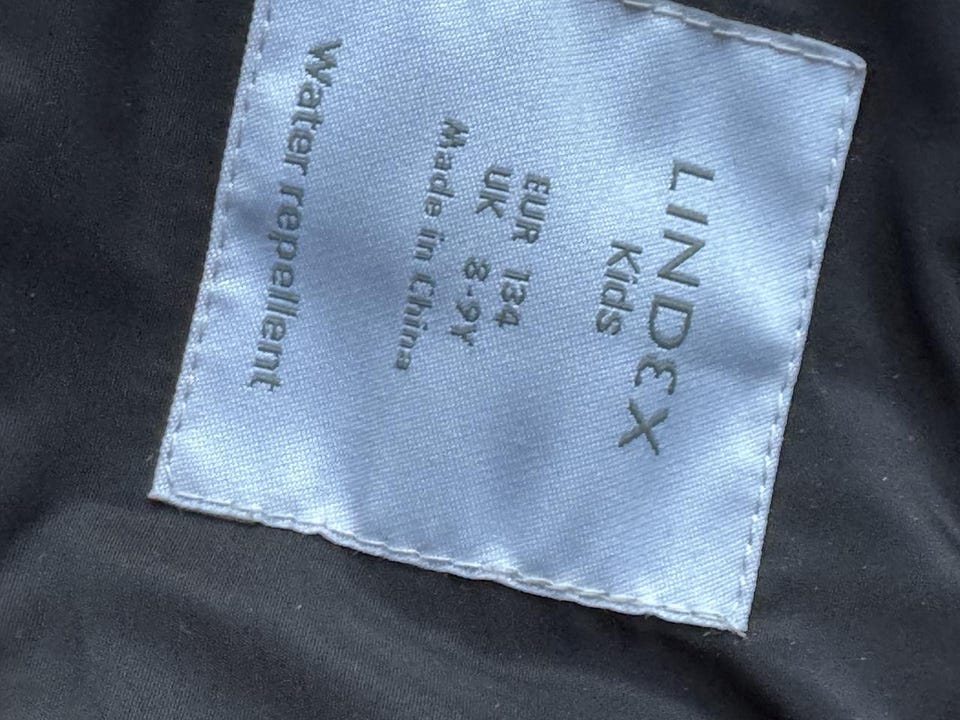 LINDEX
Kids
EUR 134
UK 8-9Y
Made in China
Water repellent